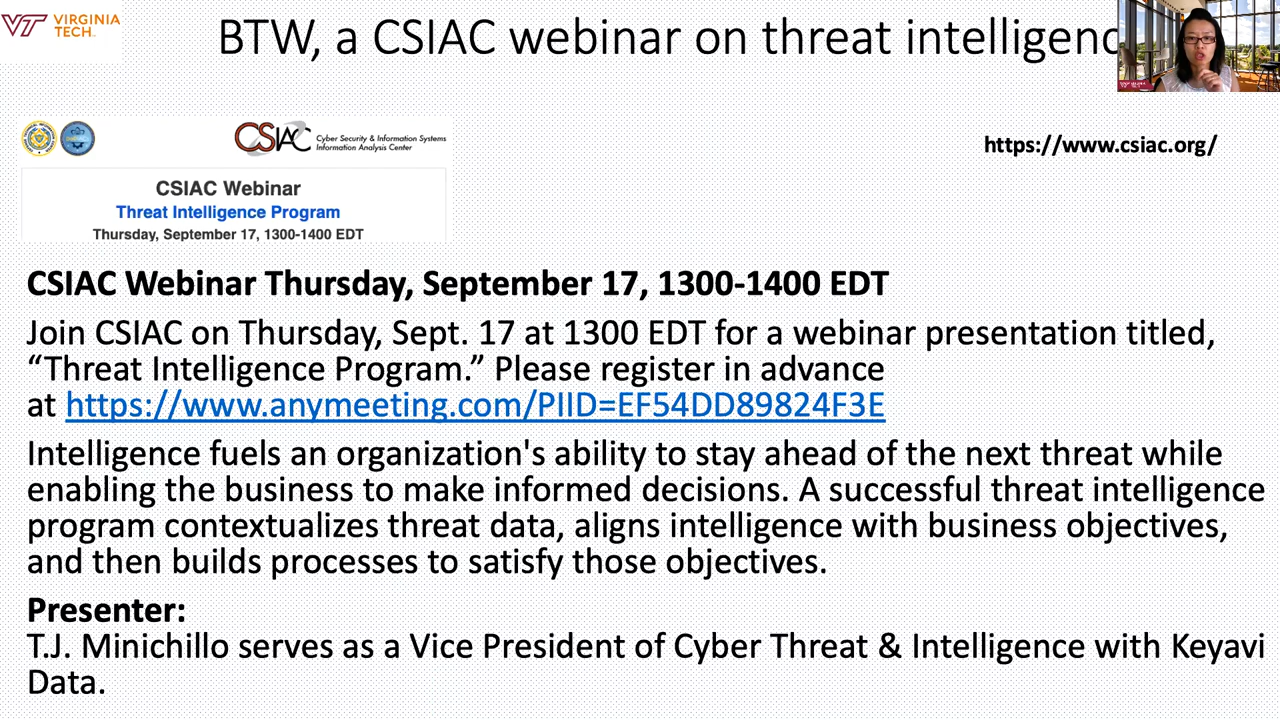 VT VIRGINIA TECH
BTW, a CSIAC webinar on threat intelligenc
CSIAC Cyber Security & Information Systems
Information Analysis Center
https://www.csiac.org/
CSIAC Webinar
Threat Intelligence Program
Thursday, September 17, 1300-1400 EDT
CSIAC Webinar Thursday, September 17, 1300-1400 EDT
Join CSIAC on Thursday, Sept. 17 at 1300 EDT for a webinar presentation titled,
“Threat Intelligence Program.” Please register in advance
at https://www.anymeeting.com/PIID=EF54DD89824F3E
Intelligence fuels an organization's ability to stay ahead of the next threat while
enabling the business to make informed decisions. A successful threat intelligence
program contextualizes threat data, aligns intelligence with business objectives,
and then builds processes to satisfy those objectives.
Presenter:
T.J. Minichillo serves as a Vice President of Cyber Threat & Intelligence with Keyavi
Data.